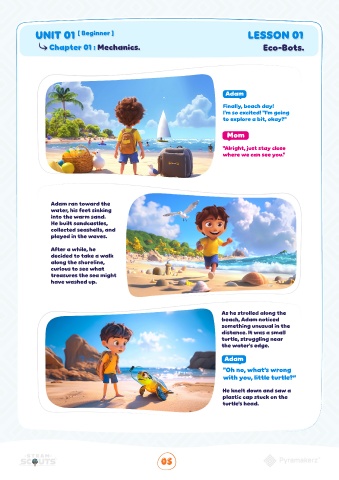 UNIT 01 [ Beginner ]
LESSON 01
Chapter 01 : Mechanics.
Eco-Bots.
Adam
Finally, beach day!
I'm so excited! "I'm going
to explore a bit, okay?"
Mom
"Alright, just stay close
where we can see you."
Adam ran toward the
water, his feet sinking
into the warm sand.
He built sandcastles,
collected seashells, and
played in the waves.
After a while, he
decided to take a walk
along the shoreline,
curious to see what
treasures the sea might
have washed up.
As he strolled along the
beach, Adam noticed
something unusual in the
distance. It was a small
turtle, struggling near
the water's edge.
Adam
"Oh no, what's wrong
with you, little turtle?"
He knelt down and saw a
plastic cap stuck on the
turtle's head.
SCOUTS
05